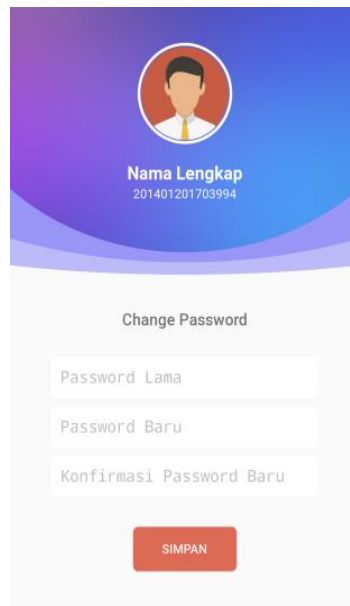 Nama Lengkap
201401201703994
Change Password
Password Lama
Password Baru
Konfirmasi Password Baru
SIMPAN